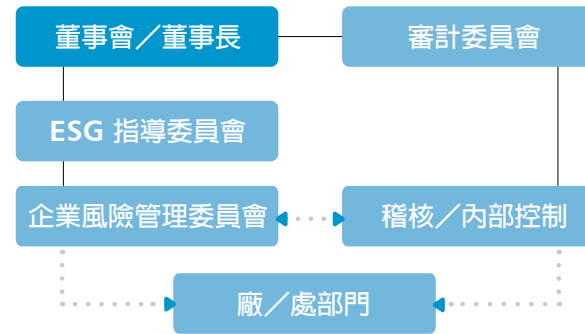 董事會／董事長
審計委員會
ESG 指導委員會
企業風險管理委員會
稽核／內部控制
廠／處部門